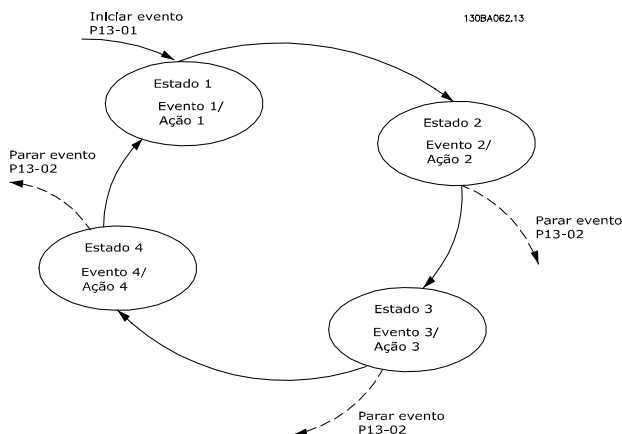 Iniciar evento
P13-01
130BA062.13
Estado 1
Evento 1/
Ação 1
Estado 2
Evento 2/
Ação 2
Parar evento
P13-02
Parar evento
P13-02
Estado 4
Evento 4/
Ação 4
Estado 3
Evento 3/
Ação 3
Parar evento
P13-02